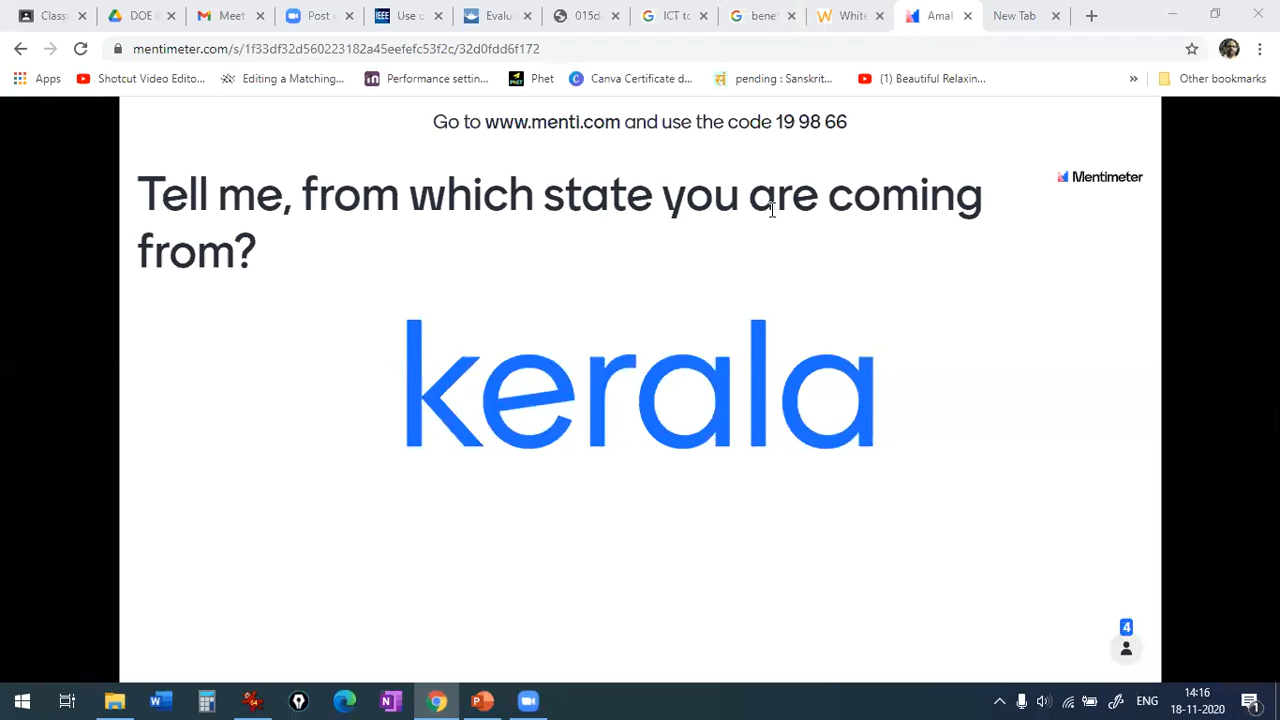 Class
DOE I
Meet
Post a
Use o
Evalu
015da
ICT to
bene
White
Amal
New Tab
mentimeter.com/s/1f33df32d560223182a45eefefc53f2c/32d0fdd6f172
Apps
Shotcut Video Edito...
Editing a Matching...
Performance settin...
Phet
Canva Certificate d...
pending : Sanskrit...
(1) Beautiful Relaxin...
»
Other bookmarks
Go to www.menti.com and use the code 19 98 66
Mentimeter
Tell me, from which state you are coming
from?
kerala
4
ENG
14:16
18-11-2020